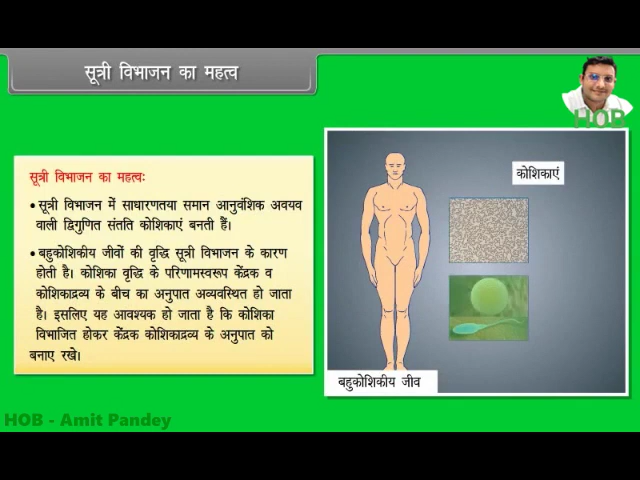 सूत्री विभाजन का महत्व
HOB
सूत्री विभाजन का महत्वः
•सूत्री विभाजन में साधारणतया समान आनुवंशिक अवयव
वाली द्विगुणित संतति कोशिकाएं बनती हैं।
•बहुकोशिकीय जीवों की वृद्धि सूत्री विभाजन के कारण
होती है। कोशिका वृद्धि के परिणामस्वरूप केंद्रक व
कोशिकाद्रव्य के बीच का अनुपात अव्यवस्थित हो जाता
है। इसलिए यह आवश्यक हो जाता है कि कोशिका
विभाजित होकर केंद्रक कोशिकाद्रव्य के अनुपात को
बनाए रखे।
कोशिकाएं
बहुकोशिकीय जीव
HOB - Amit Pandey